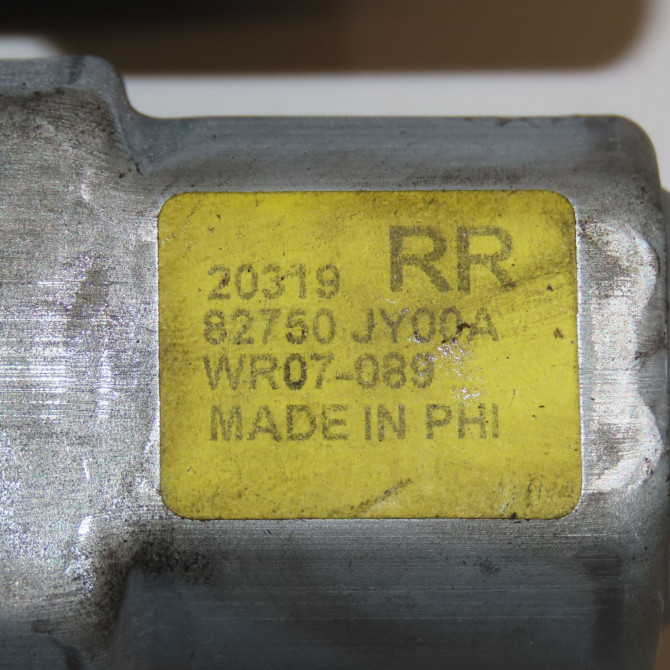 20319 RR
82750 JY00A
WR07-089
MADE IN PHI